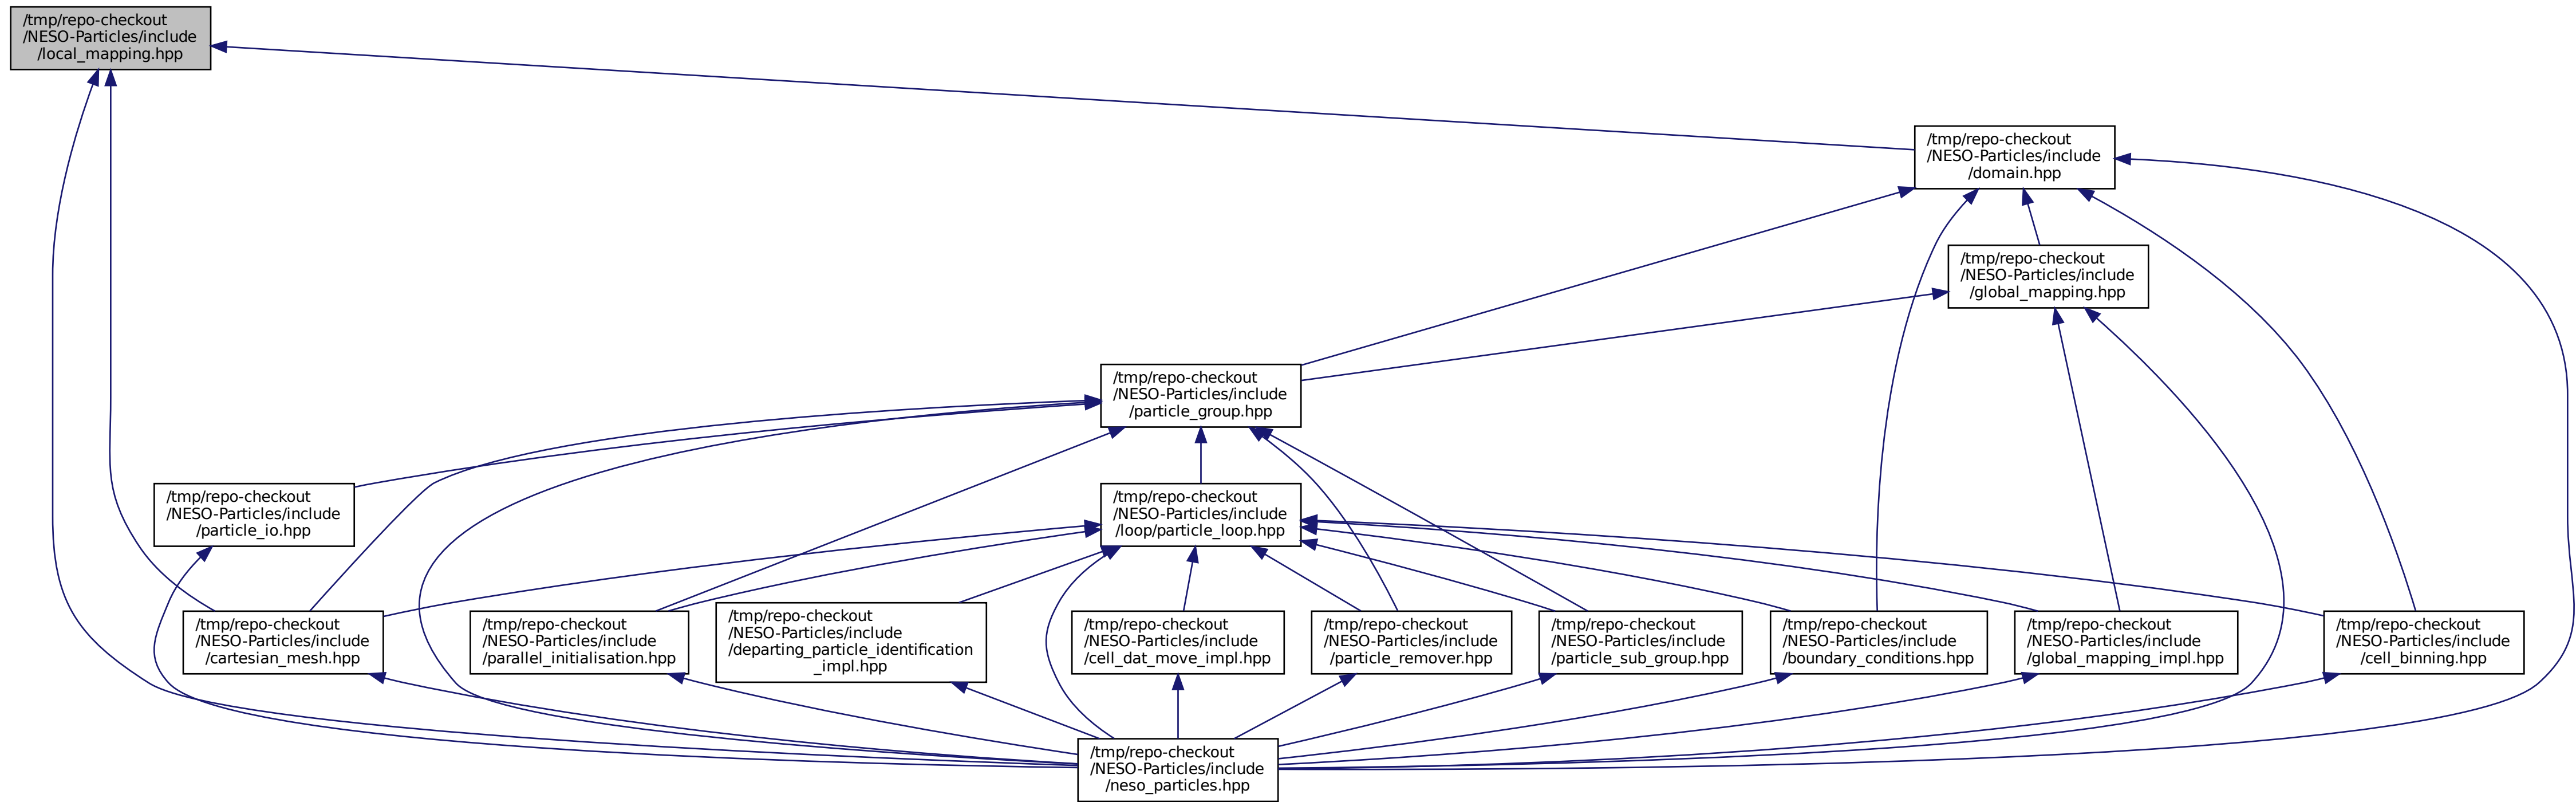 /tmp/repo-checkout
/NESO-Particles/include
/local_mapping.hpp
/tmp/repo-checkout
/NESO-Particles/include
/domain.hpp
/tmp/repo-checkout
/NESO-Particles/include
/global_mapping.hpp
/tmp/repo-checkout
/NESO-Particles/include
/particle_group.hpp
/tmp/repo-checkout
/NESO-Particles/include
/particle_io.hpp
/tmp/repo-checkout
/NESO-Particles/include
/loop/particle_loop.hpp
/tmp/repo-checkout
/NESO-Particles/include
/cartesian_mesh.hpp
/tmp/repo-checkout
/NESO-Particles/include
/parallel_initialisation.hpp
/tmp/repo-checkout
/NESO-Particles/include
/departing_particle_identification
_impl.hpp
/tmp/repo-checkout
/NESO-Particles/include
/cell_dat_move_impl.hpp
/tmp/repo-checkout
/NESO-Particles/include
/particle_remover.hpp
/tmp/repo-checkout
/NESO-Particles/include
/particle_sub_group.hpp
/tmp/repo-checkout
/NESO-Particles/include
/boundary_conditions.hpp
/tmp/repo-checkout
/NESO-Particles/include
/global_mapping_impl.hpp
/tmp/repo-checkout
/NESO-Particles/include
/cell_binning.hpp
/tmp/repo-checkout
/NESO-Particles/include
/neso_particles.hpp